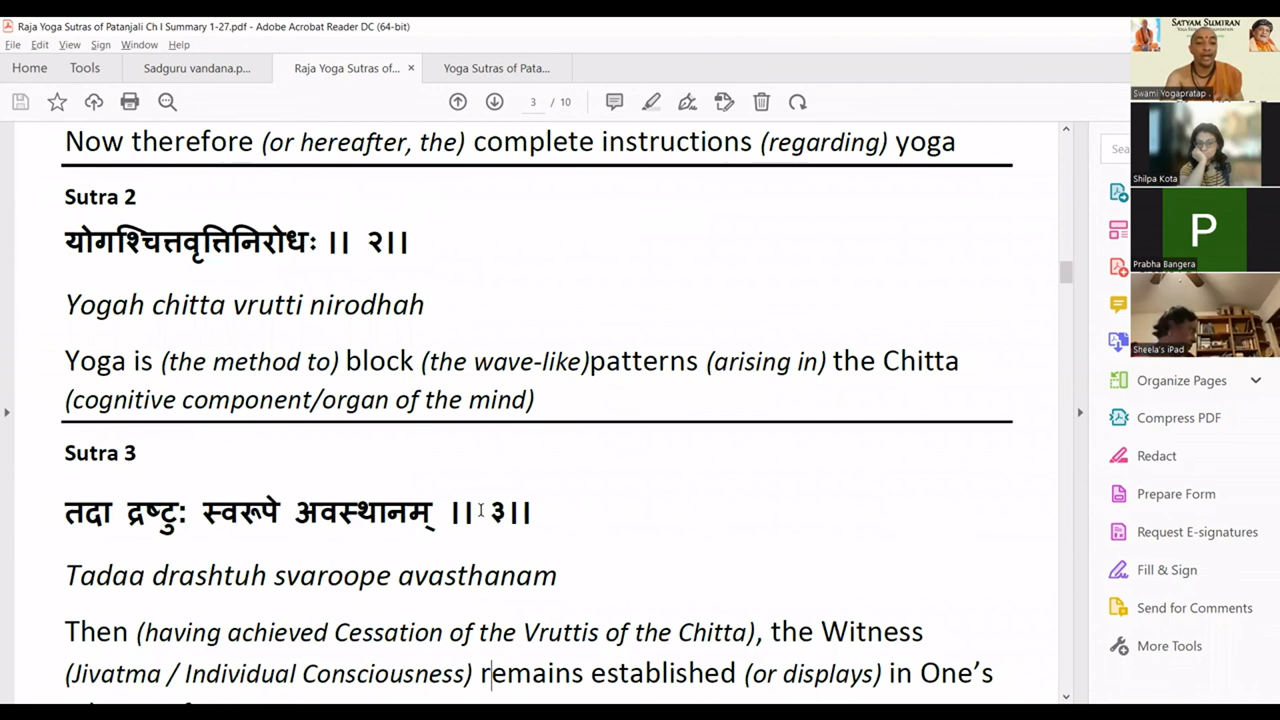 Raja Yoga Sutras of Patanjali Ch I Summary 1-27.pdf - Adobe Acrobat Reader DC (64-bit)
File Edit View Sign Window Help
Home Tools Sadguru vandana.p... Raja Yoga Sutras of... × Yoga Sutras of Pata...
3 / 10
Now therefore (or hereafter, the) complete instructions (regarding) yoga
Sutra 2
योगश्चित्तवृत्तिनिरोधः ।। २।।
Yogah chitta vrutti nirodhah
Yoga is (the method to) block (the wave-like)patterns (arising in) the Chitta
(cognitive component/organ of the mind)
Sutra 3
तदा द्रष्टु: स्वरूपे अवस्थानम् ।। ३।।
Tadaa drashtuh svaroope avasthanam
Then (having achieved Cessation of the Vruttis of the Chitta), the Witness
(Jivatma / Individual Consciousness) remains established (or displays) in One's
Sea
Organize Pages
Compress PDF
Redact
Prepare Form
Request E-signatures
Fill & Sign
Send for Comments
More Tools
SATYAM SUMIRAN
Swami Yogapratap
Shilpa Kota
P
Prabha Bangera
Sheela's iPad